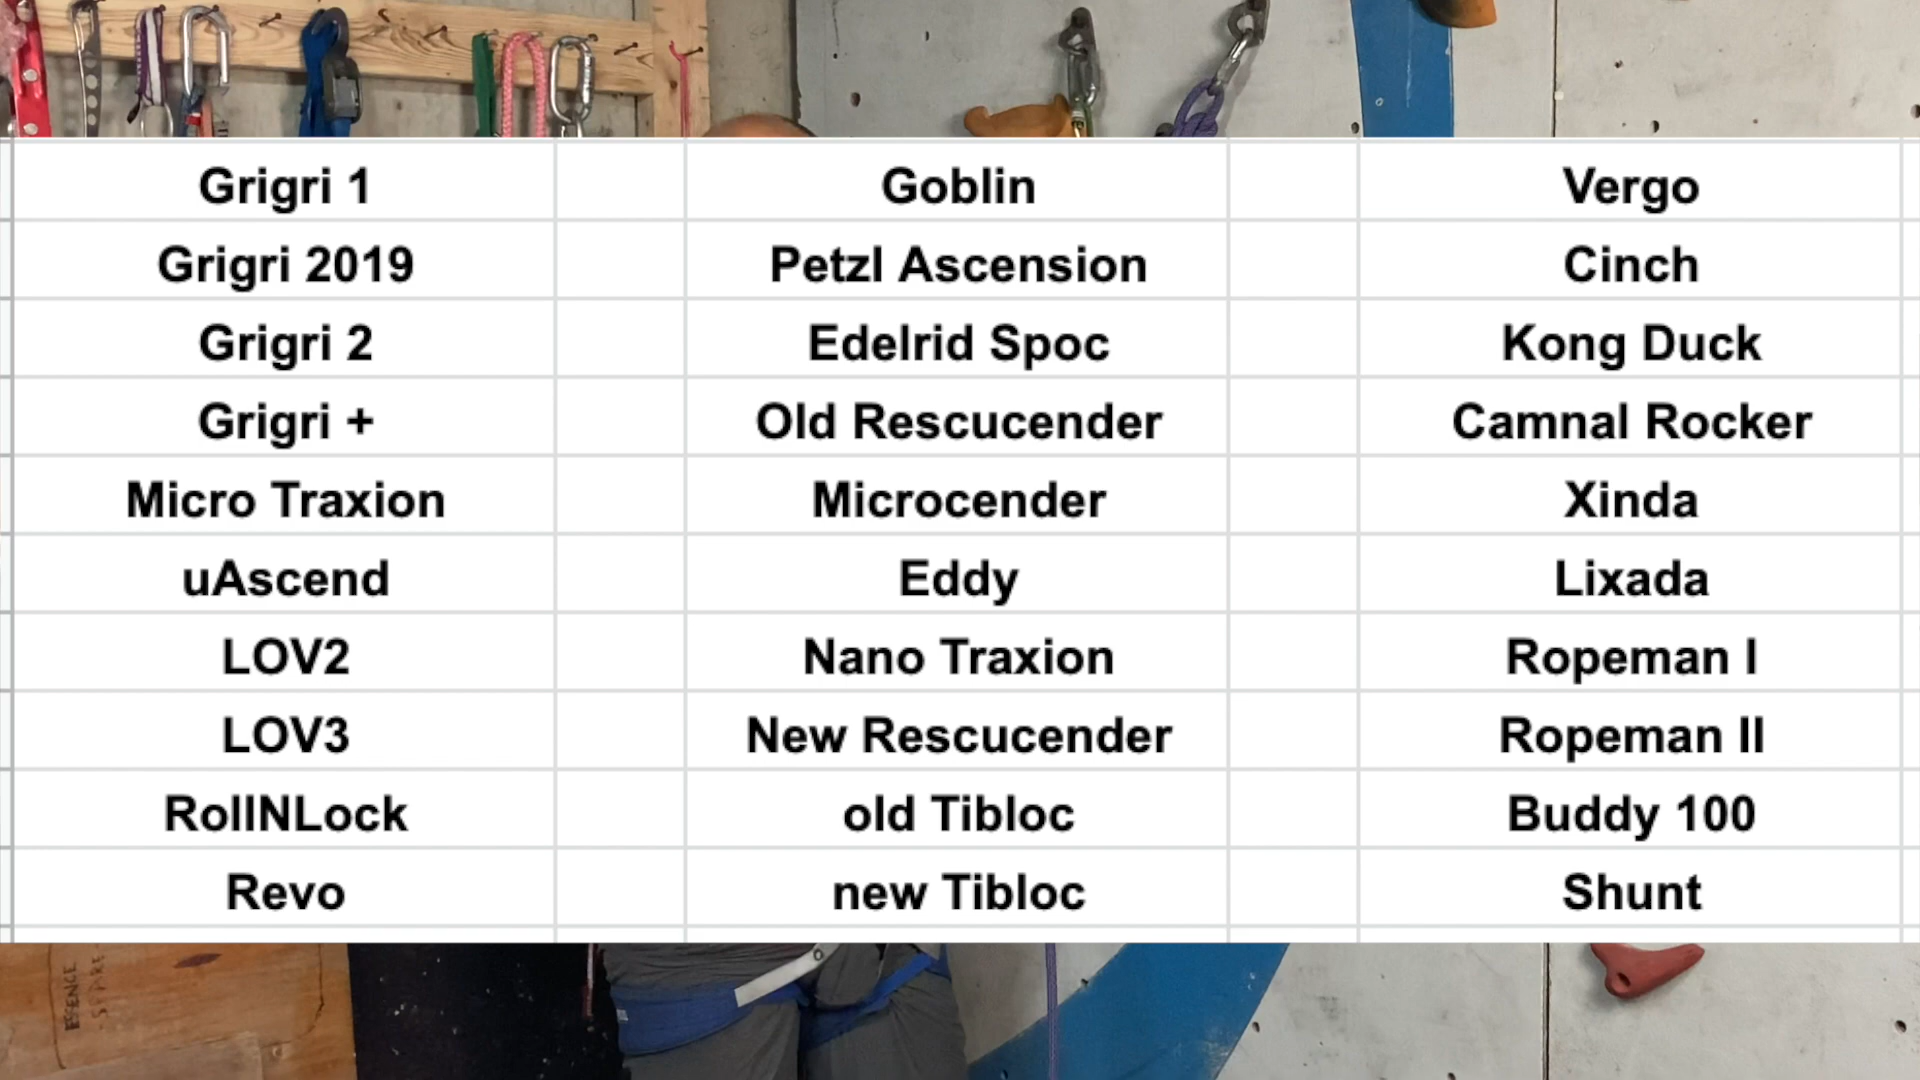 Grigri 1 Goblin Vergo
Grigri 2019 Petzl Ascension Cinch
Grigri 2 Edelrid Spoc Kong Duck
Grigri + Old Rescucender Camnal Rocker
Micro Traxion Microcender Xinda
uAscend Eddy Lixada
LOV2 Nano Traxion Ropeman I
LOV3 New Rescucender Ropeman II
RollNLock old Tibloc Buddy 100
Revo new Tibloc Shunt
ESSENCE
SPARE